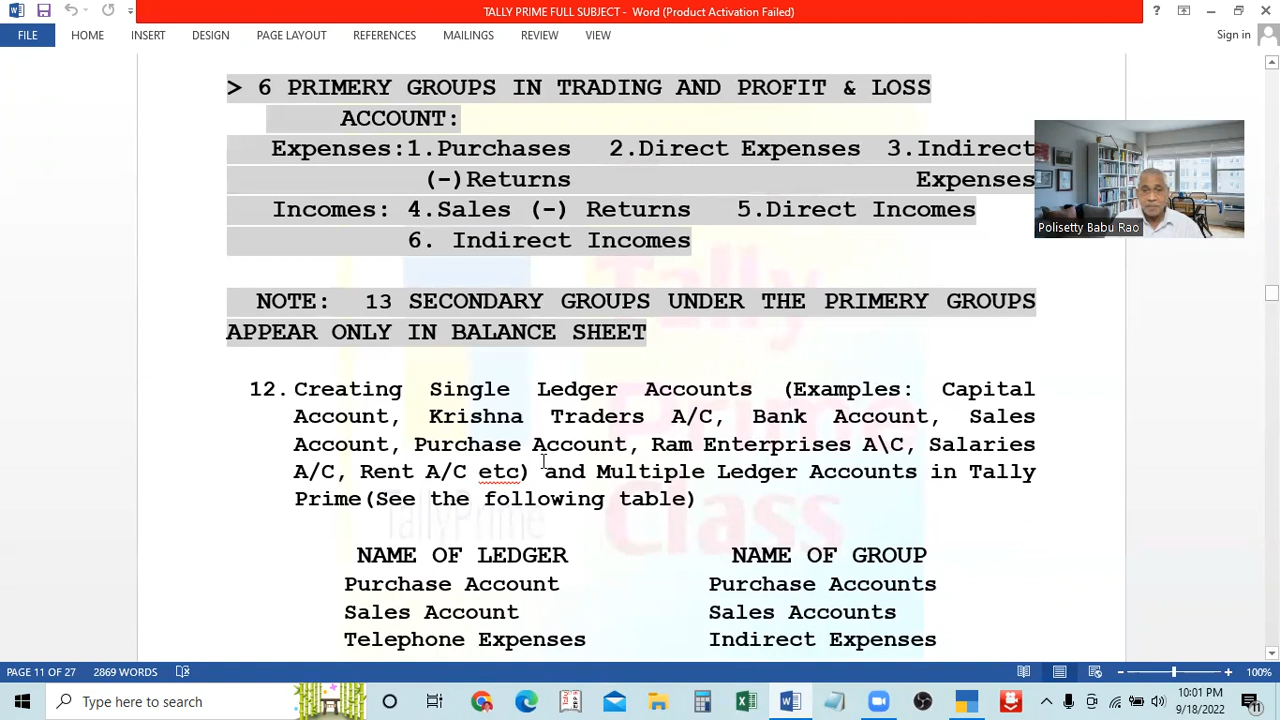 TALLY PRIME FULL SUBJECT - Word (Product Activation Failed)
FILE HOME INSERT DESIGN PAGE LAYOUT REFERENCES MAILINGS REVIEW VIEW Sign in
> 6 PRIMERY GROUPS IN TRADING AND PROFIT & LOSS
ACCOUNT:
Expenses:1.Purchases 2.Direct Expenses 3.Indirect
(-)Returns Expenses
Incomes: 4.Sales (-) Returns 5.Direct Incomes
6. Indirect Incomes
Polisetty Babu Rao
NOTE: 13 SECONDARY GROUPS UNDER THE PRIMERY GROUPS
APPEAR ONLY IN BALANCE SHEET
12. Creating Single Ledger Accounts (Examples: Capital
Account, Krishna Traders A/C, Bank Account, Sales
Account, Purchase Account, Ram Enterprises A\C, Salaries
A/C, Rent A/C etc) and Multiple Ledger Accounts in Tally
Prime(See the following table)
NAME OF LEDGER NAME OF GROUP
Purchase Account Purchase Accounts
Sales Account Sales Accounts
Telephone Expenses Indirect Expenses
Tally
Prime
Class
TallyPrime
PAGE 11 OF 27 2869 WORDS 100%
Type here to search
10:01 PM
9/18/2022